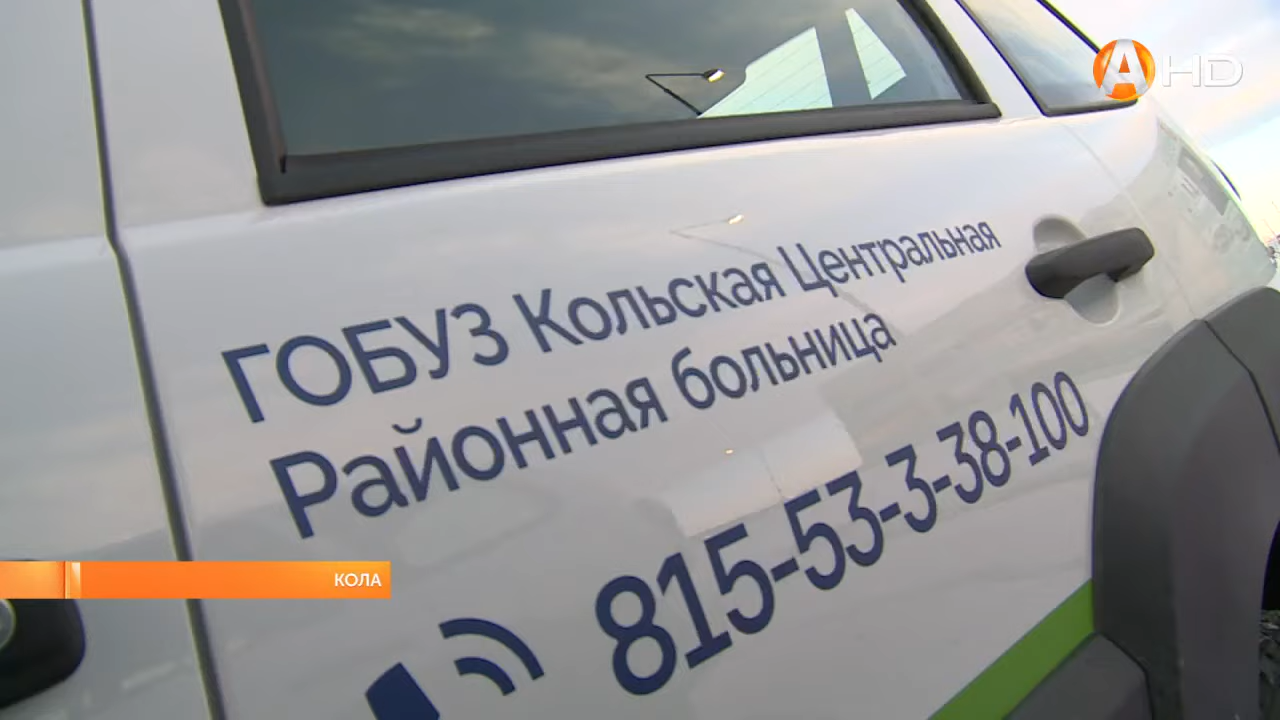 А HD
ГОБУЗ Кольская Центральная
Районная больница
815-53-3-38-100
КОЛА